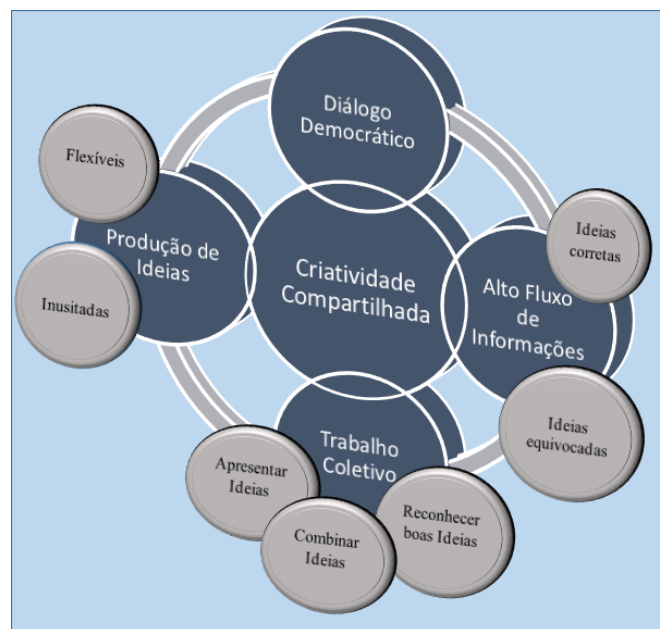 Diálogo
Democrático
Flexíveis
Produção de
Ideias
Inusitadas
Criatividade
Compartilhada
Ideias
corretas
Alto Fluxo
de
Informações
Ideias
equivocadas
Trabalho
Coletivo
Apresentar
Ideias
Combinar
Ideias
Reconhecer
boas Ideias